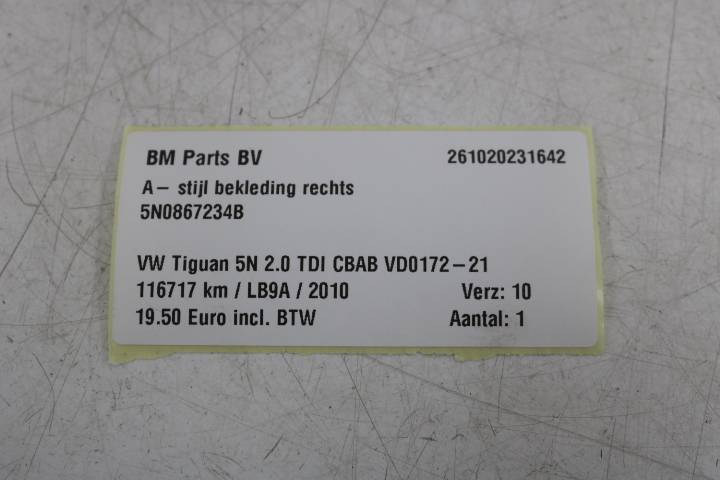 BM Parts BV 261020231642
A- stijl bekleding rechts
5N0867234B
VW Tiguan 5N 2.0 TDI CBAB VD0172-21
116717 km / LB9A / 2010 Verz: 10
19.50 Euro incl. BTW Aantal: 1